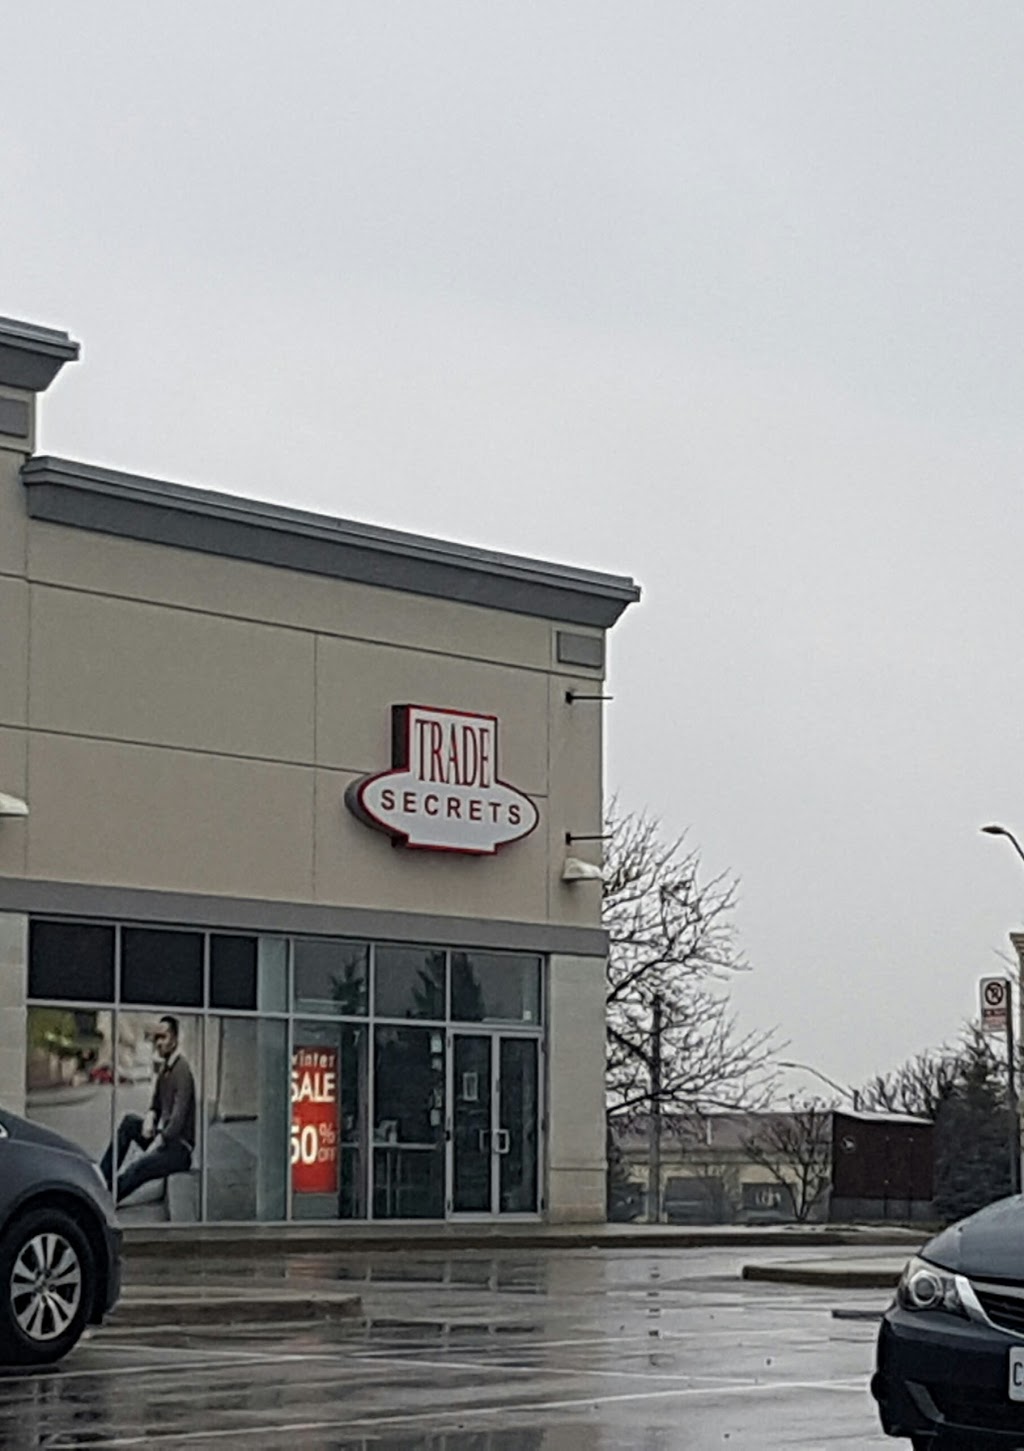 TRADE
SECRETS
winter
SALE
50%
OFF
C